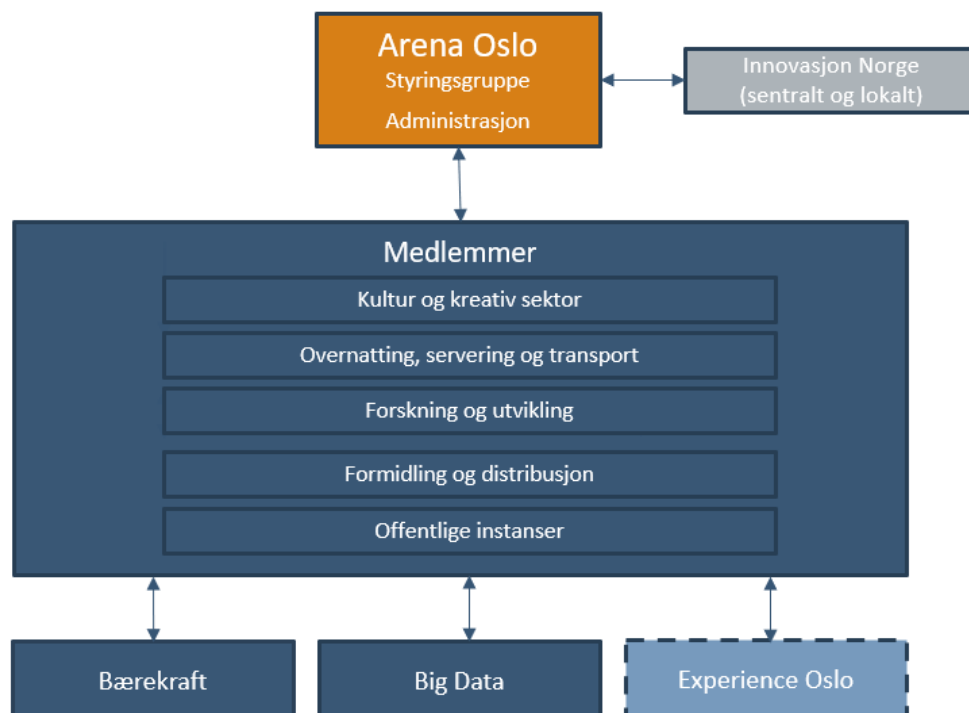 Arena Oslo
Styringsgruppe
Administrasjon
Innovasjon Norge
(sentralt og lokalt)
Medlemmer
Kultur og kreativ sektor
Overnatting, servering og transport
Forskning og utvikling
Formidling og distribusjon
Offentlige instanser
Bærekraft
Big Data
Experience Oslo